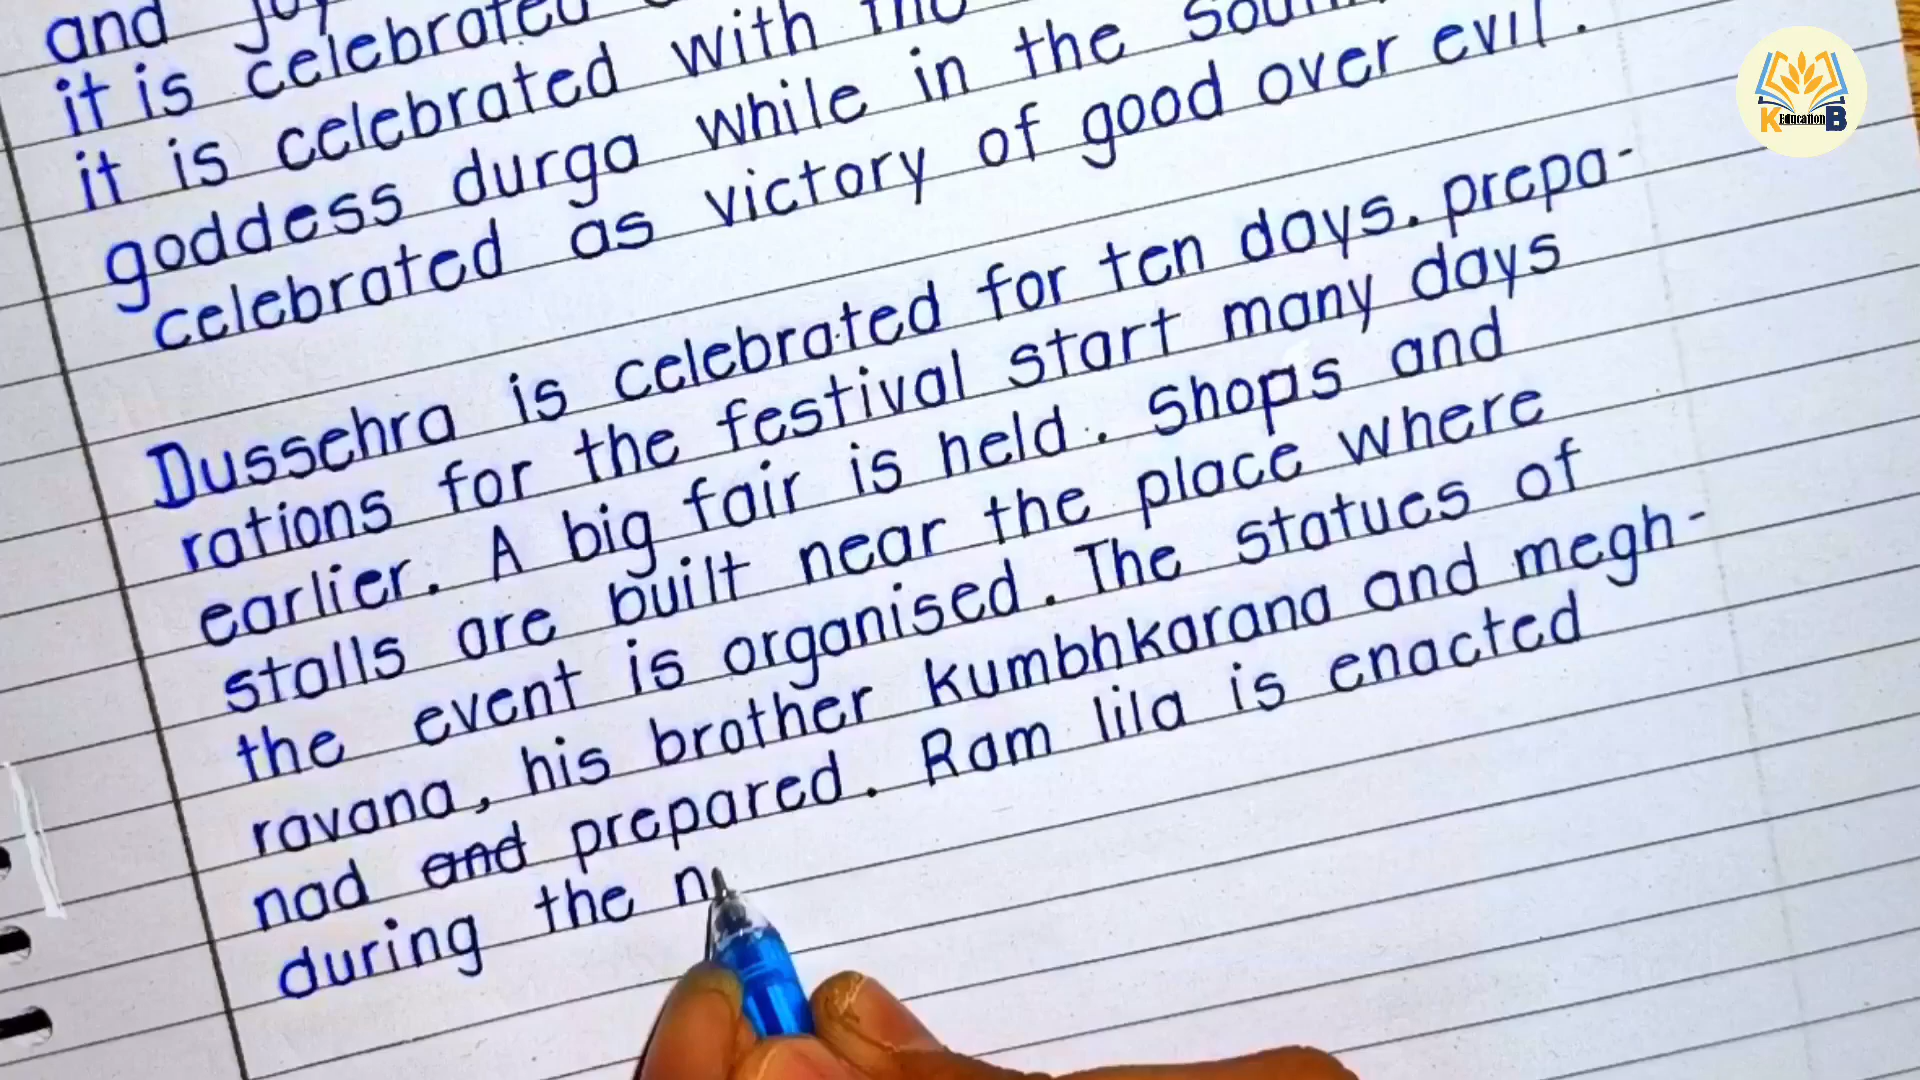 and
it is celebrated
it is celebrated with the
goddess durga while in the
celebrated as victory of good over evil.
Dussehra is celebrated for ten days. prepa-
rations for the festival start many days
earlier. A big fair is held. Shops and
stalls are built near the place where
the event is organised. The statues of
ravana, his brother kumbhkarana and megh-
nad and prepared. Ram lila is enacted
during the
K Education B